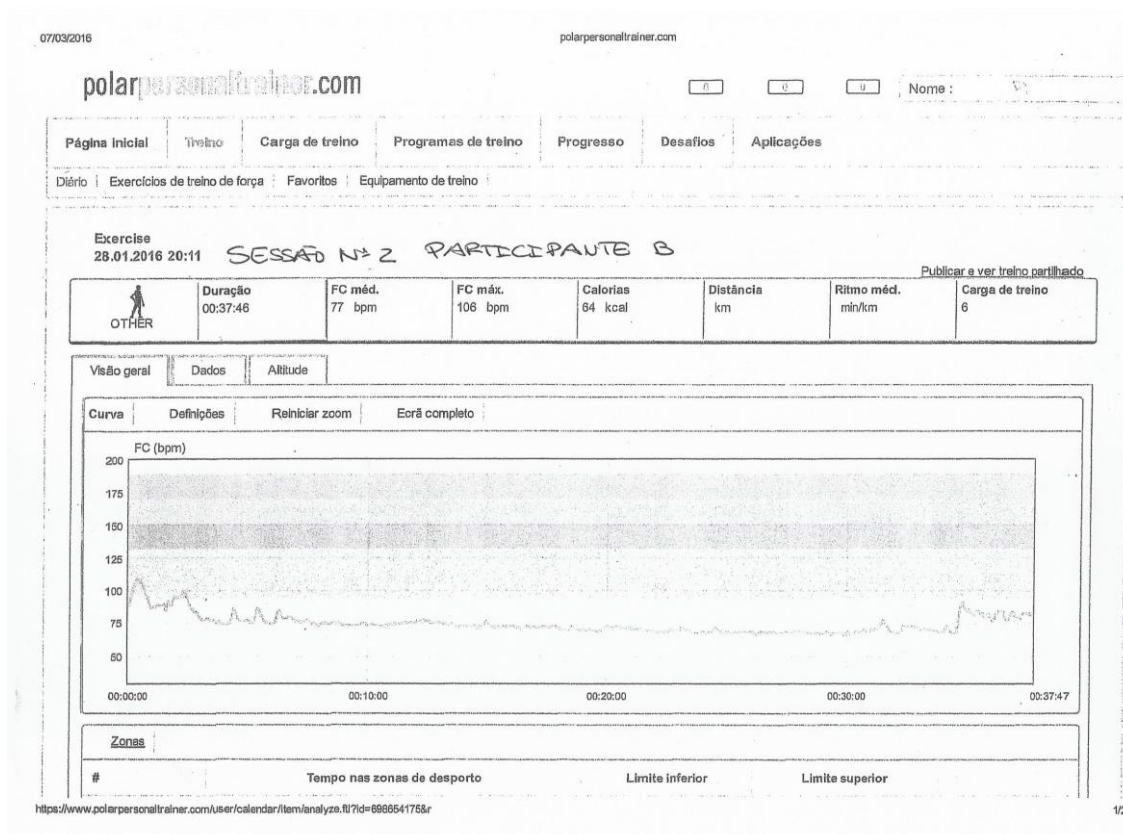 07/03/2016 polarpersonaltrainer.com
polarpersonaltrainer.com
Nome :
Página Inicial Treino Carga de treino Programas de treino Progresso Desafios Aplicações
Diério Exercícios de treino de força Favoritos Equipamento de treino
Exercise
28.01.2016 20:11 SESSÃO Nº 2 PARTICIPANTE B
Publicar e ver treino partilhado
Duração FC méd. FC máx. Calorias Distância Ritmo méd. Carga de treino
00:37:46 77 bpm 106 bpm 64 kcal km min/km 6
OTHER
Visão geral Dados Altitude
Curva Definições Reiniciar zoom Ecrã completo
FC (bpm)
200
175
150
125
100
75
50
00:00:00 00:10:00 00:20:00 00:30:00 00:37:47
Zonas
# Tempo nas zonas de desporto Limite inferior Limite superior
https://www.polarpersonaltrainer.com/user/calendar/item/analyze.ftl?id=698654175&r 1/2